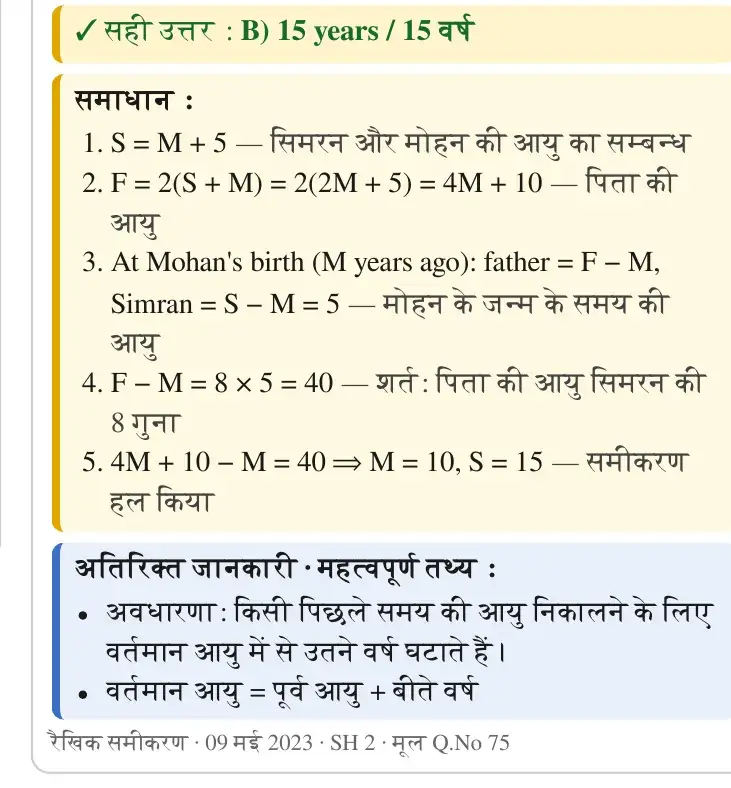 ✓ सही उत्तर : B) 15 years / 15 वर्ष
समाधान :
1. S = M + 5 — सिमरन और मोहन की आयु का सम्बन्ध
2. F = 2(S + M) = 2(2M + 5) = 4M + 10 — पिता की
आयु
3. At Mohan's birth (M years ago): father = F − M,
Simran = S − M = 5 — मोहन के जन्म के समय की
आयु
4. F − M = 8 × 5 = 40 — शर्त : पिता की आयु सिमरन की
8 गुना
5. 4M + 10 − M = 40 ⟹ M = 10, S = 15 — समीकरण
हल किया
अतिरिक्त जानकारी · महत्वपूर्ण तथ्य :
• अवधारणा : किसी पिछले समय की आयु निकालने के लिए
वर्तमान आयु में से उतने वर्ष घटाते हैं।
• वर्तमान आयु = पूर्व आयु + बीते वर्ष
रैखिक समीकरण · 09 मई 2023 · SH 2 · मूल Q.No 75